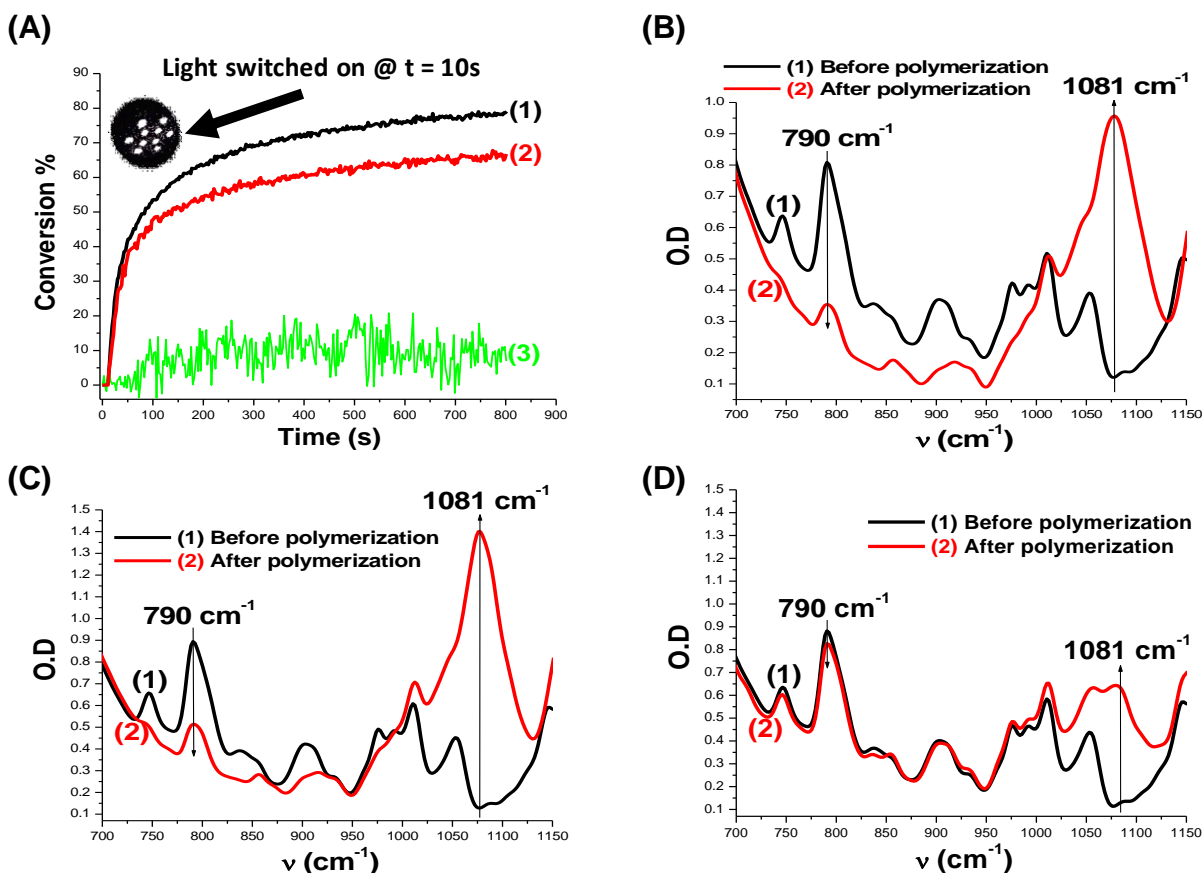 (A)
Light switched on @ t = 10s
90
80
70
60
50
40
30
20
10
0
Conversion %
(1)
(2)
(3)
0 100 200 300 400 500 600 700 800 900
Time (s)
(B)
(1) Before polymerization
(2) After polymerization
1081 cm⁻¹
790 cm⁻¹
1.0
0.9
0.8
0.7
0.6
0.5
0.4
0.3
0.2
0.1
O.D
(1)
(2)
700 750 800 850 900 950 1000 1050 1100 1150
ν (cm⁻¹)
(C)
1081 cm⁻¹
(1) Before polymerization
(2) After polymerization
790 cm⁻¹
1.5
1.4
1.3
1.2
1.1
1.0
0.9
0.8
0.7
0.6
0.5
0.4
0.3
0.2
0.1
O.D
(1)
(2)
700 750 800 850 900 950 1000 1050 1100 1150
ν (cm⁻¹)
(D)
(1) Before polymerization
(2) After polymerization
790 cm⁻¹
1081 cm⁻¹
1.5
1.4
1.3
1.2
1.1
1.0
0.9
0.8
0.7
0.6
0.5
0.4
0.3
0.2
0.1
O.D
(1)
(2)
700 750 800 850 900 950 1000 1050 1100 1150
ν (cm⁻¹)